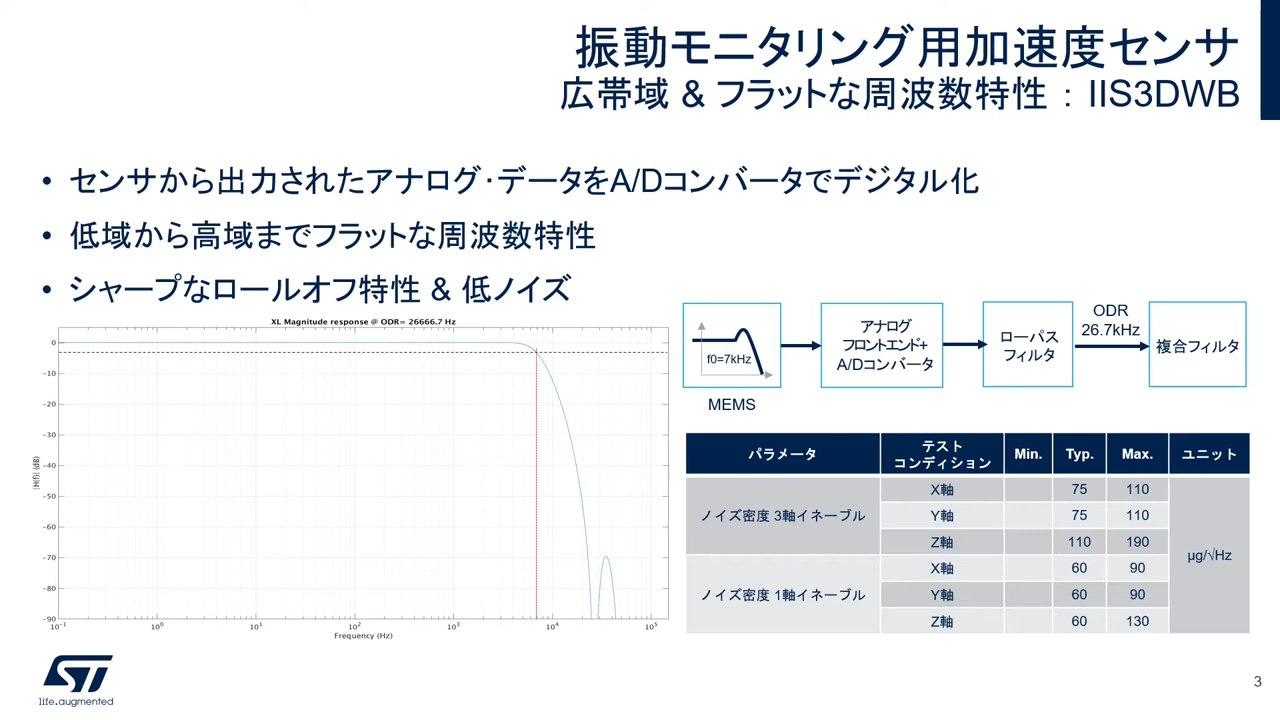 振動モニタリング用加速度センサ
広帯域 & フラットな周波数特性 : IIS3DWB
• センサから出力されたアナログ･データをA/Dコンバータでデジタル化
• 低域から高域までフラットな周波数特性
• シャープなロールオフ特性 & 低ノイズ
XL Magnitude response @ ODR= 26666.7 Hz
|H(f)| (dB)
0
-10
-20
-30
-40
-50
-60
-70
-80
-90
10⁻¹ 10⁰ 10¹ 10² 10³ 10⁴ 10⁵
Frequency (Hz)
f0=7kHz
MEMS
アナログ
フロントエンド+
A/Dコンバータ
ローパス
フィルタ
ODR
26.7kHz
複合フィルタ
パラメータ テスト コンディション Min. Typ. Max. ユニット
ノイズ密度 3軸イネーブル
X軸 75 110
Y軸 75 110
Z軸 110 190
ノイズ密度 1軸イネーブル
X軸 60 90
Y軸 60 90
Z軸 60 130
µg/√Hz
ST
life.augmented
3